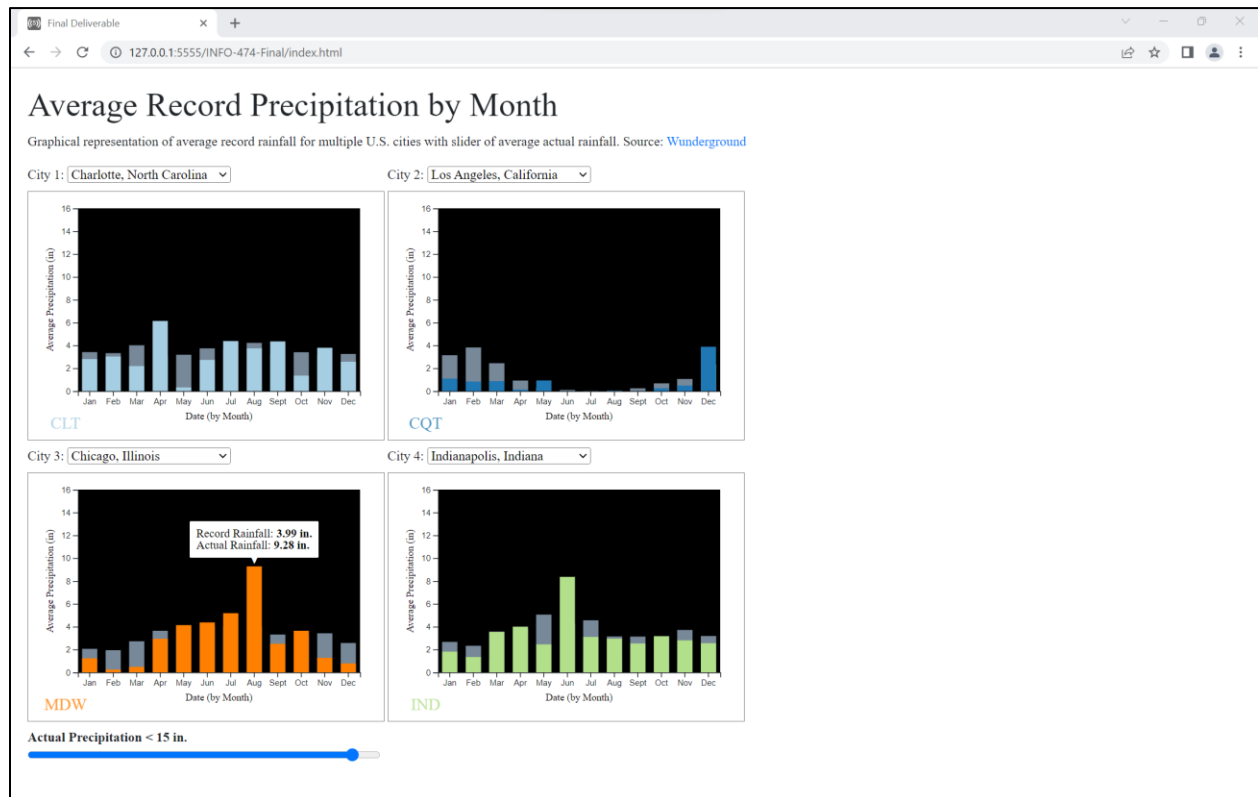 Final Deliverable
127.0.0.1:5555/INFO-474-Final/index.html
Average Record Precipitation by Month
Graphical representation of average record rainfall for multiple U.S. cities with slider of average actual rainfall. Source: Wunderground
City 1: Charlotte, North Carolina
City 2: Los Angeles, California
16
14
12
10
8
6
4
2
0
Average Precipitation (in)
Jan Feb Mar Apr May Jun Jul Aug Sept Oct Nov Dec
Date (by Month)
CLT
16
14
12
10
8
6
4
2
0
Average Precipitation (in)
Jan Feb Mar Apr May Jun Jul Aug Sept Oct Nov Dec
Date (by Month)
CQT
City 3: Chicago, Illinois
City 4: Indianapolis, Indiana
16
14
12
10
8
6
4
2
0
Average Precipitation (in)
Record Rainfall: 3.99 in.
Actual Rainfall: 9.28 in.
Jan Feb Mar Apr May Jun Jul Aug Sept Oct Nov Dec
Date (by Month)
MDW
16
14
12
10
8
6
4
2
0
Average Precipitation (in)
Jan Feb Mar Apr May Jun Jul Aug Sept Oct Nov Dec
Date (by Month)
IND
Actual Precipitation < 15 in.